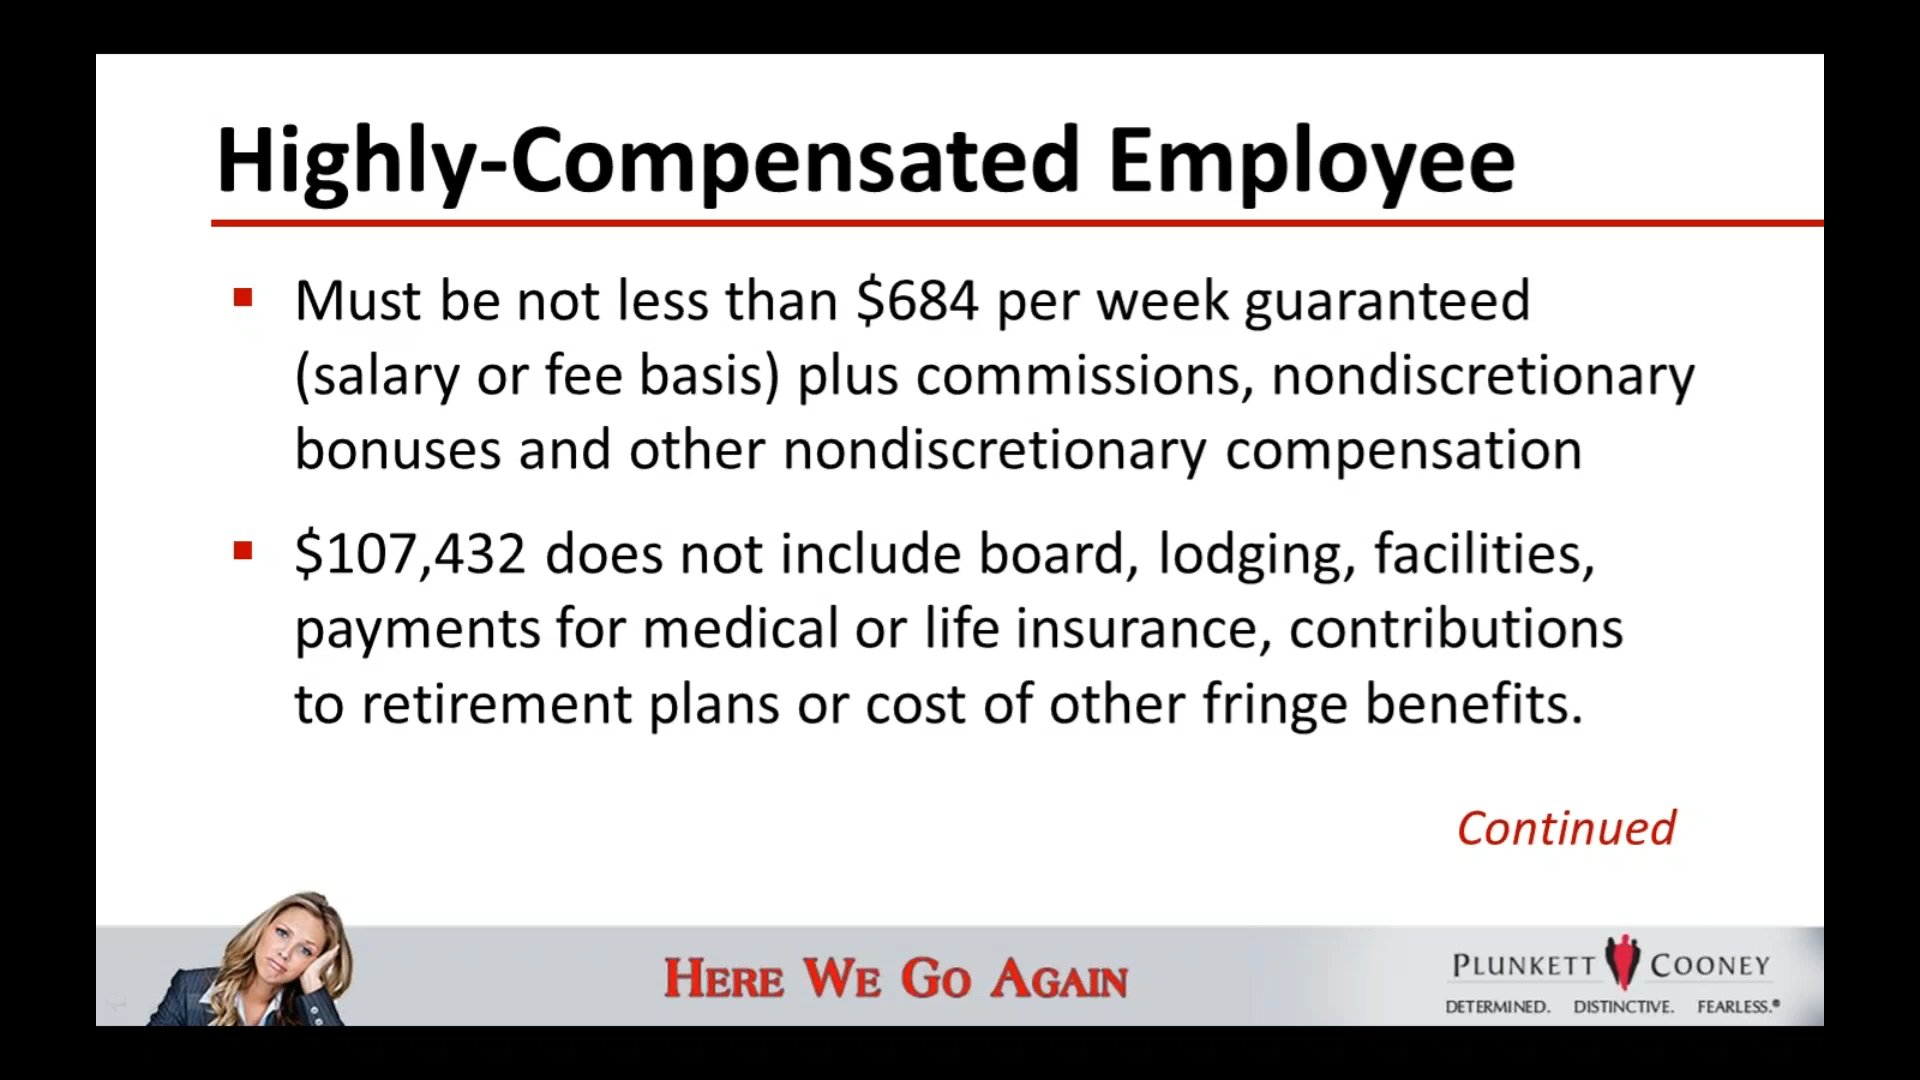 Highly-Compensated Employee
▪ Must be not less than $684 per week guaranteed
(salary or fee basis) plus commissions, nondiscretionary
bonuses and other nondiscretionary compensation
▪ $107,432 does not include board, lodging, facilities,
payments for medical or life insurance, contributions
to retirement plans or cost of other fringe benefits.
Continued
HERE WE GO AGAIN
PLUNKETT COONEY
DETERMINED. DISTINCTIVE. FEARLESS.®